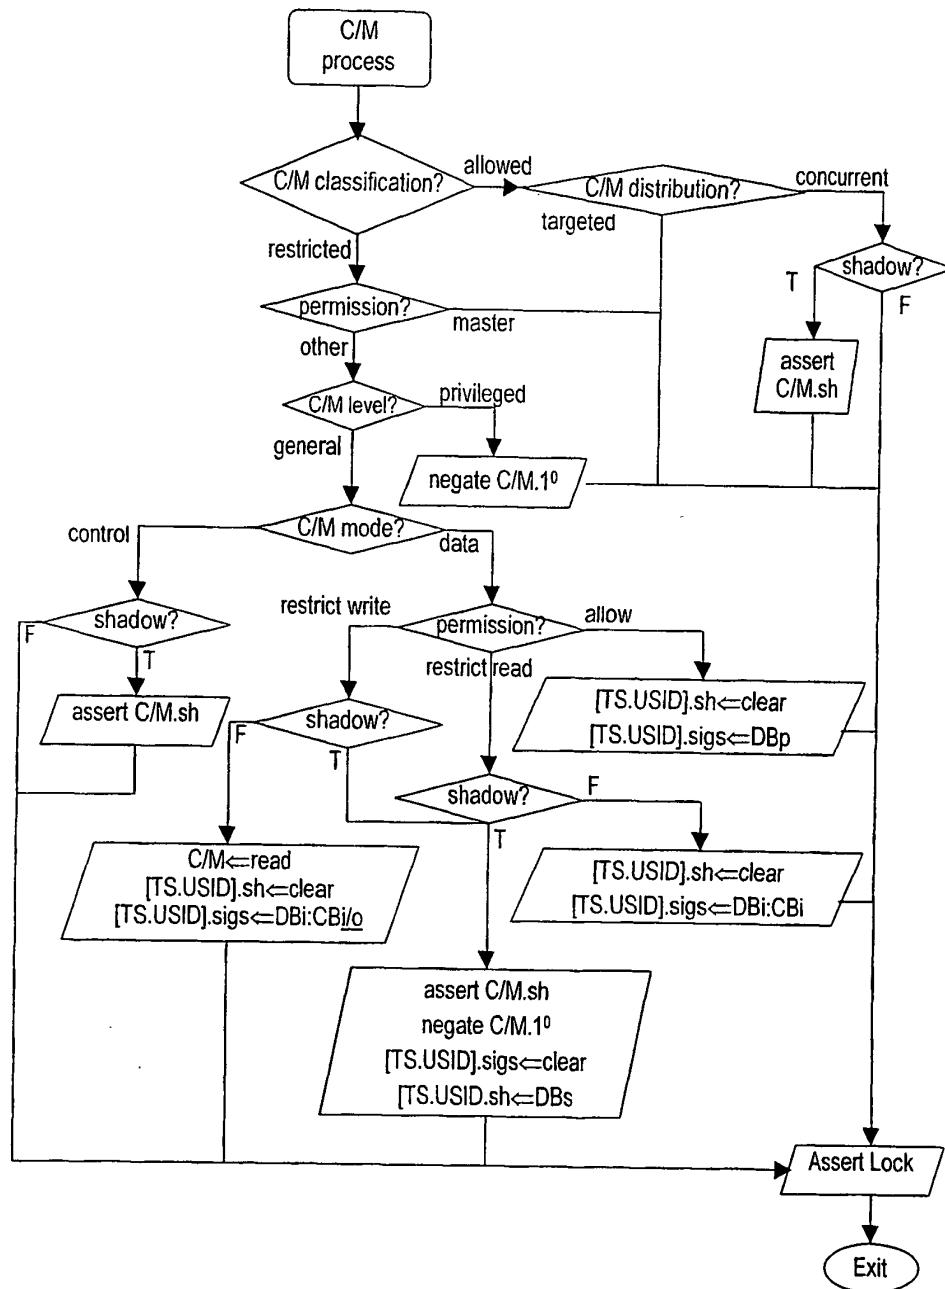 C/M
process
C/M classification?
allowed
C/M distribution?
concurrent
targeted
restricted
shadow?
T
F
permission?
master
other
assert
C/M.sh
C/M level?
privileged
general
negate C/M.1⁰
C/M mode?
control
data
shadow?
F
T
restrict write
permission?
allow
restrict read
assert C/M.sh
[TS.USID].sh⇐clear
[TS.USID].sigs⇐DBp
shadow?
F
T
shadow?
F
T
C/M⇐read
[TS.USID].sh⇐clear
[TS.USID].sigs⇐DBi:CBi/o
[TS.USID].sh⇐clear
[TS.USID].sigs⇐DBi:CBi
assert C/M.sh
negate C/M.1⁰
[TS.USID].sigs⇐clear
[TS.USID.sh⇐DBs
Assert Lock
Exit